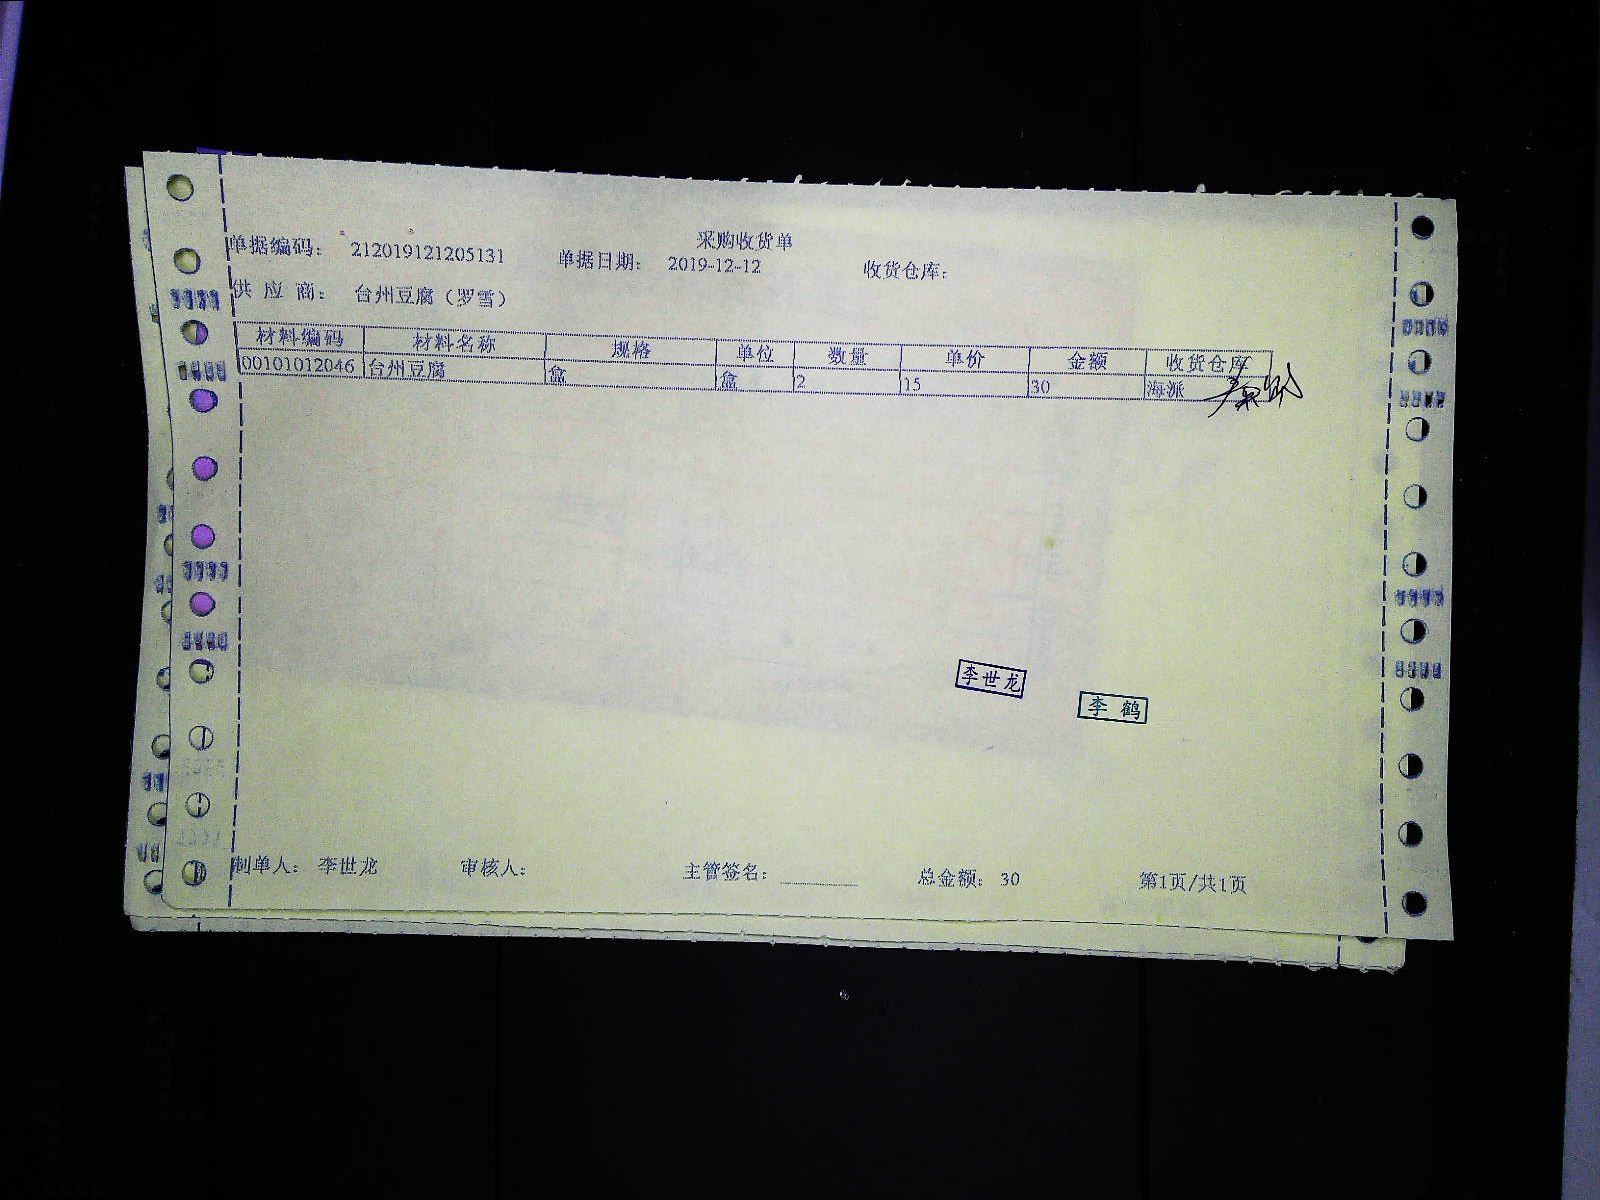 采购收货单
单据编码： 212019121205131 单据日期： 2019-12-12 收货仓库：
供 应 商： 台州豆腐（罗雪）
材料编码 材料名称 规格 单位 数量 单价 金额 收货仓库
00101012046 台州豆腐 盒 盒 2 15 30 海派
李世龙
李 鹤
制单人： 李世龙 审核人： 主管签名： 总金额： 30 第1页/共1页